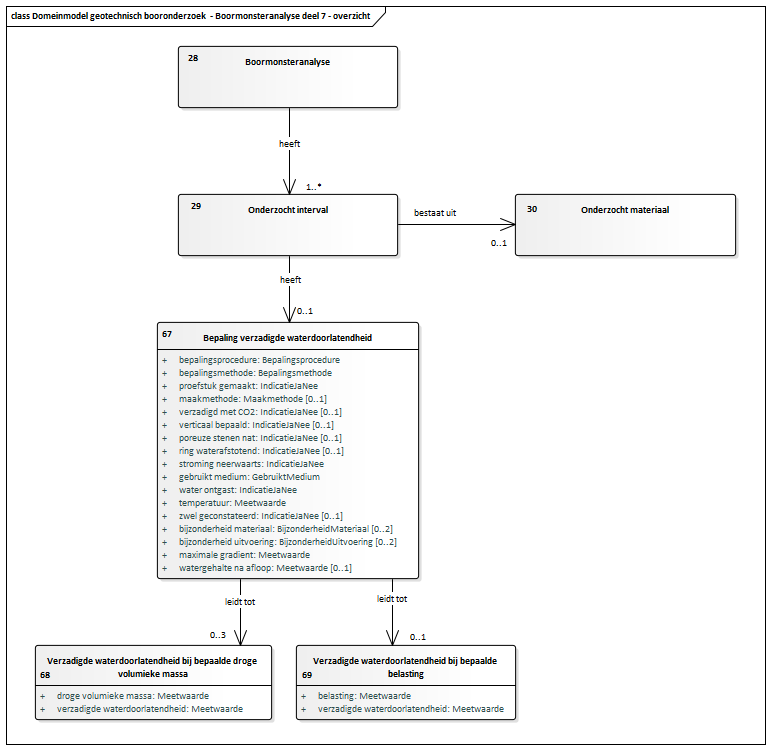 class Domeinmodel geotechnisch booronderzoek - Boormonsteranalyse deel 7 - overzicht
28
Boormonsteranalyse
heeft
1..*
29
Onderzocht interval
bestaat uit
0..1
30
Onderzocht materiaal
heeft
0..1
67
Bepaling verzadigde waterdoorlatendheid
+ bepalingsprocedure: Bepalingsprocedure
+ bepalingsmethode: Bepalingsmethode
+ proefstuk gemaakt: IndicatieJaNee
+ maakmethode: Maakmethode [0..1]
+ verzadigd met CO2: IndicatieJaNee [0..1]
+ verticaal bepaald: IndicatieJaNee [0..1]
+ poreuze stenen nat: IndicatieJaNee [0..1]
+ ring waterafstotend: IndicatieJaNee [0..1]
+ stroming neerwaarts: IndicatieJaNee
+ gebruikt medium: GebruiktMedium
+ water ontgast: IndicatieJaNee
+ temperatuur: Meetwaarde
+ zwel geconstateerd: IndicatieJaNee [0..1]
+ bijzonderheid materiaal: BijzonderheidMateriaal [0..2]
+ bijzonderheid uitvoering: BijzonderheidUitvoering [0..2]
+ maximale gradient: Meetwaarde
+ watergehalte na afloop: Meetwaarde [0..1]
leidt tot
0..3
leidt tot
0..1
Verzadigde waterdoorlatendheid bij bepaalde droge
volumieke massa
68
+ droge volumieke massa: Meetwaarde
+ verzadigde waterdoorlatendheid: Meetwaarde
Verzadigde waterdoorlatendheid bij bepaalde
belasting
69
+ belasting: Meetwaarde
+ verzadigde waterdoorlatendheid: Meetwaarde